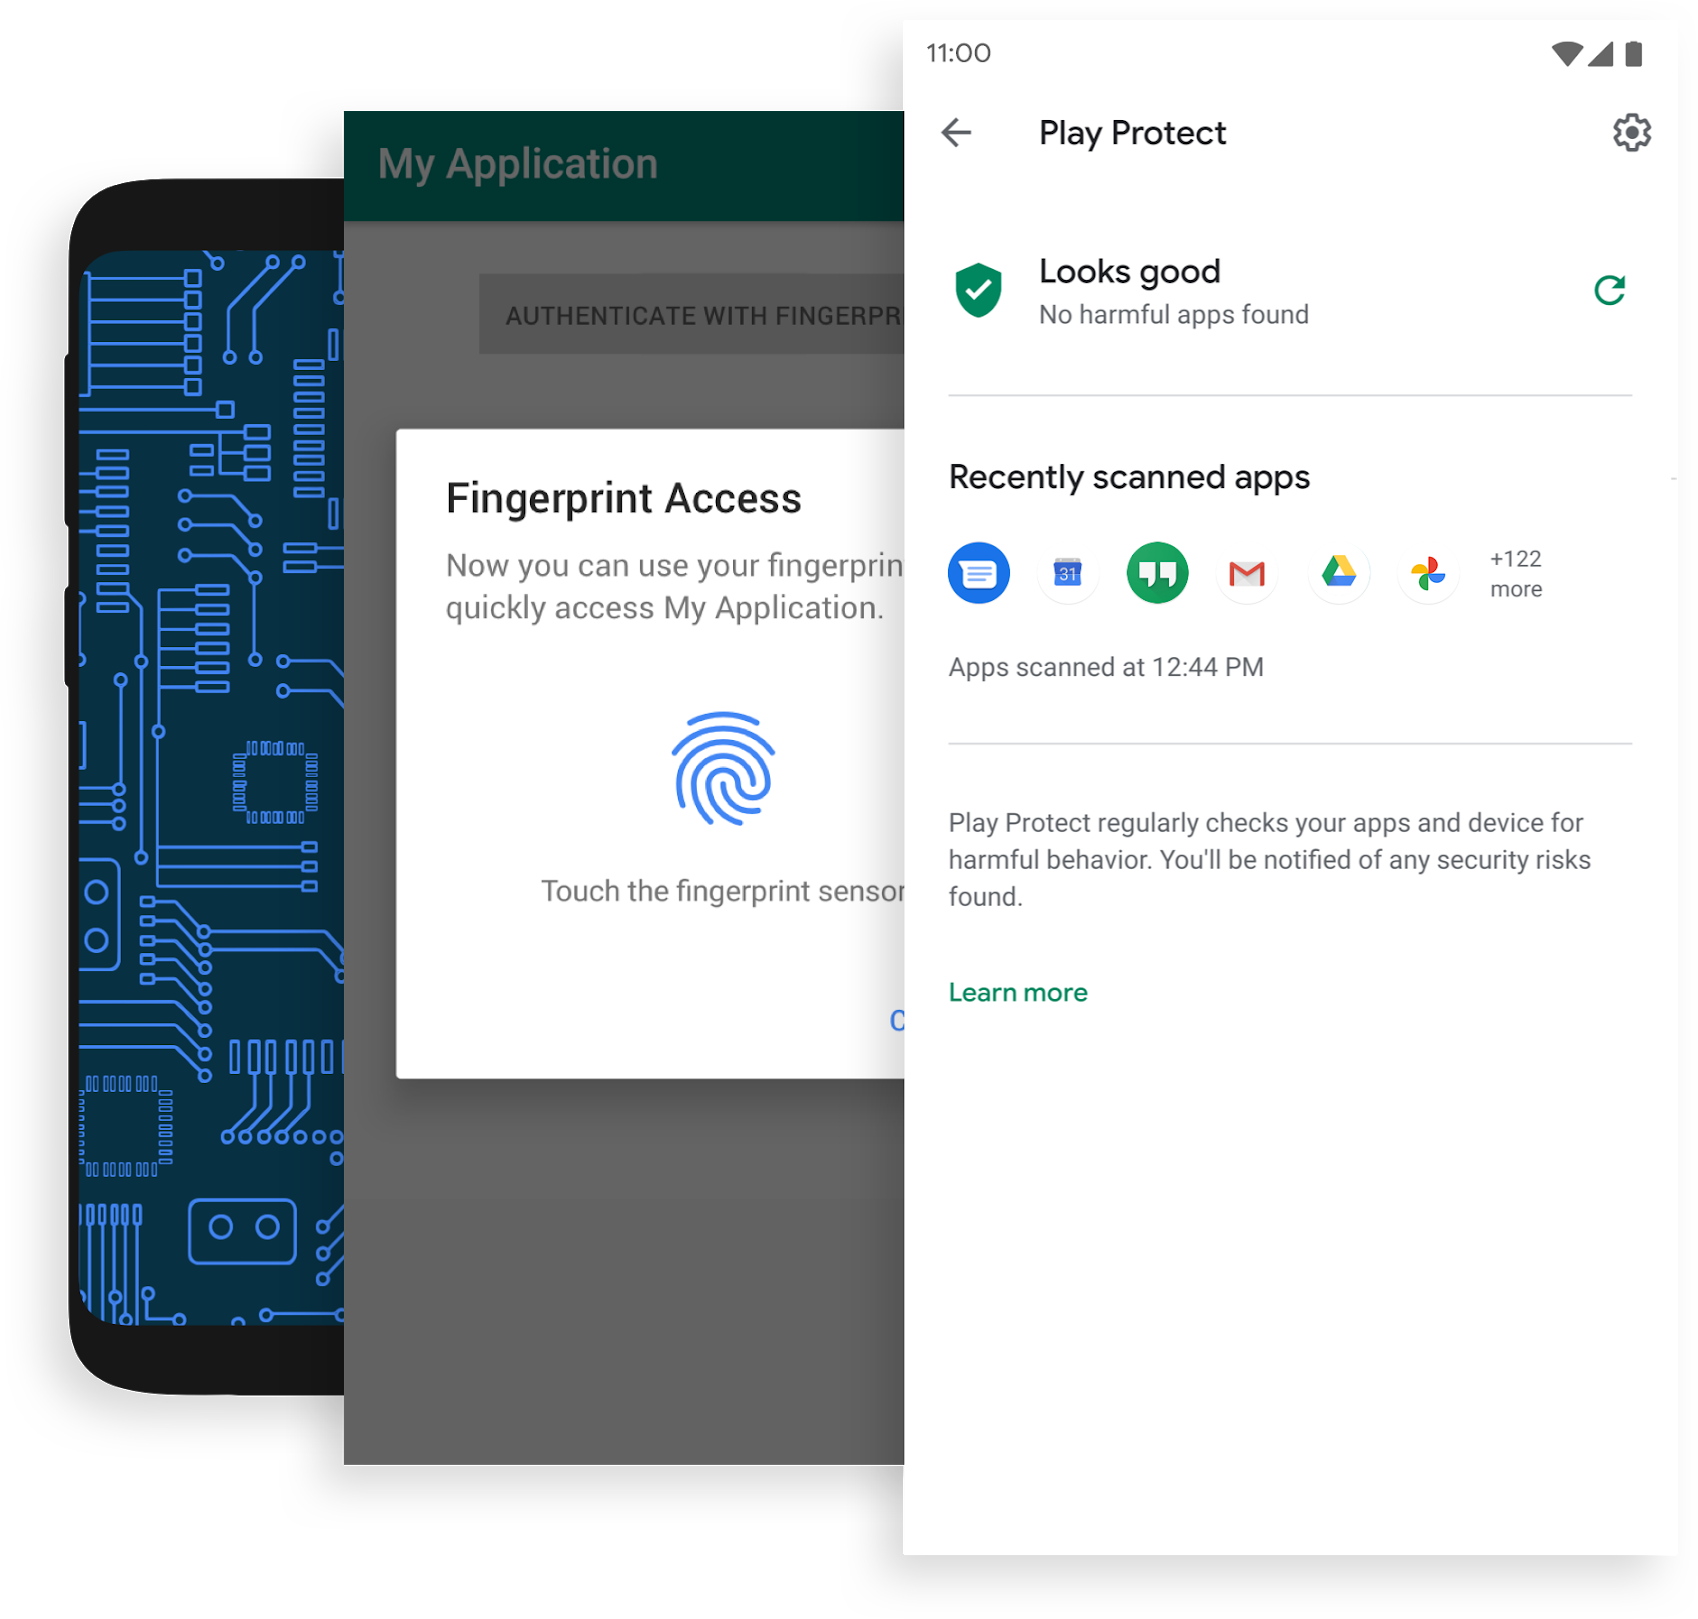 11:00
Play Protect
Looks good
No harmful apps found
Recently scanned apps
31
+122
more
Apps scanned at 12:44 PM
Play Protect regularly checks your apps and device for
harmful behavior. You'll be notified of any security risks
found.
Learn more
My Application
AUTHENTICATE WITH FINGERPR
Fingerprint Access
Now you can use your fingerprin
quickly access My Application.
Touch the fingerprint sensor
C